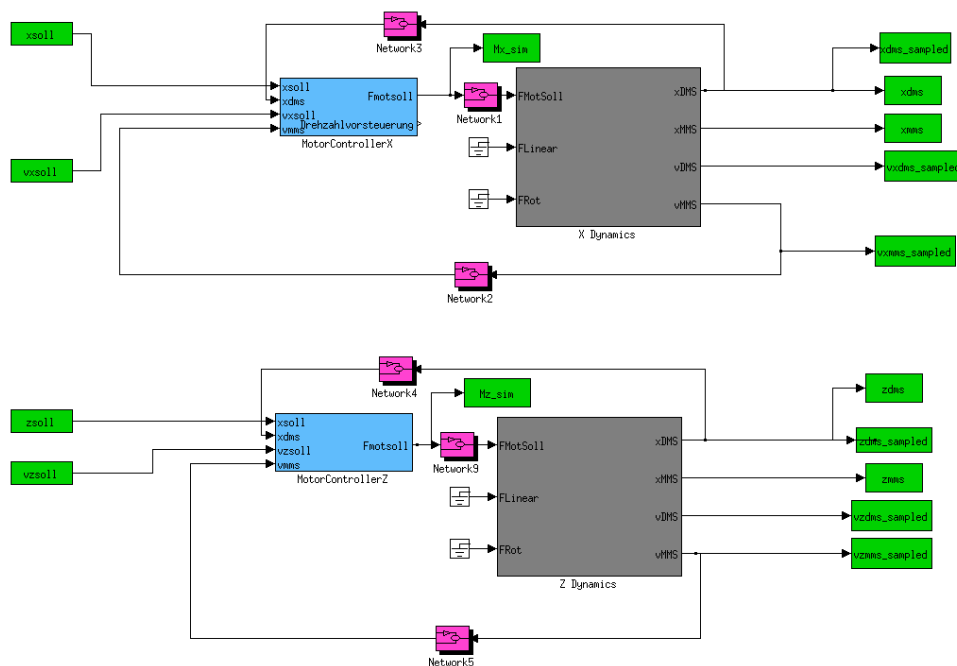 xsoll
Network3
Mx_sim
xdms_sampled
xsoll
xdms
vxsoll
vmms
Fmotsoll
Drehzahlvorsteuerung
MotorControllerX
Network1
FMotSoll
FLinear
FRot
xDMS
xMMS
vDMS
vMMS
X Dynamics
xdms
xmms
vxdms_sampled
vxsoll
vxmms_sampled
Network2
Network4
Mz_sim
zdms
zsoll
xsoll
xdms
vzsoll
vmms
Fmotsoll
MotorControllerZ
Network9
FMotSoll
FLinear
FRot
xDMS
xMMS
vDMS
vMMS
Z Dynamics
zdms_sampled
zmms
vzsoll
vzdms_sampled
vzmms_sampled
Network5